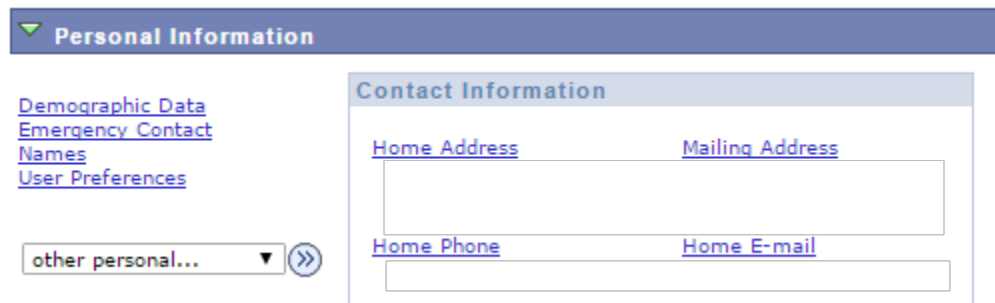 Personal Information
Demographic Data
Emergency Contact
Names
User Preferences
other personal...
Contact Information
Home Address Mailing Address
Home Phone Home E-mail